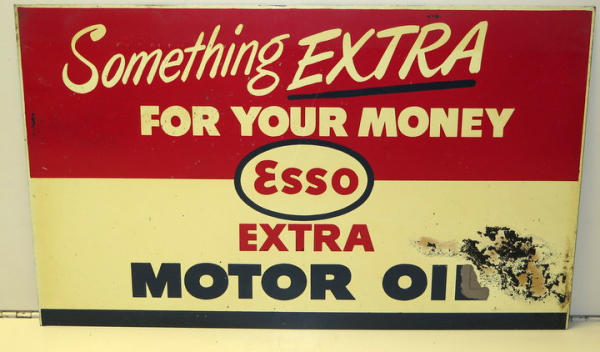 Something EXTRA
FOR YOUR MONEY
Esso
EXTRA
MOTOR OIL